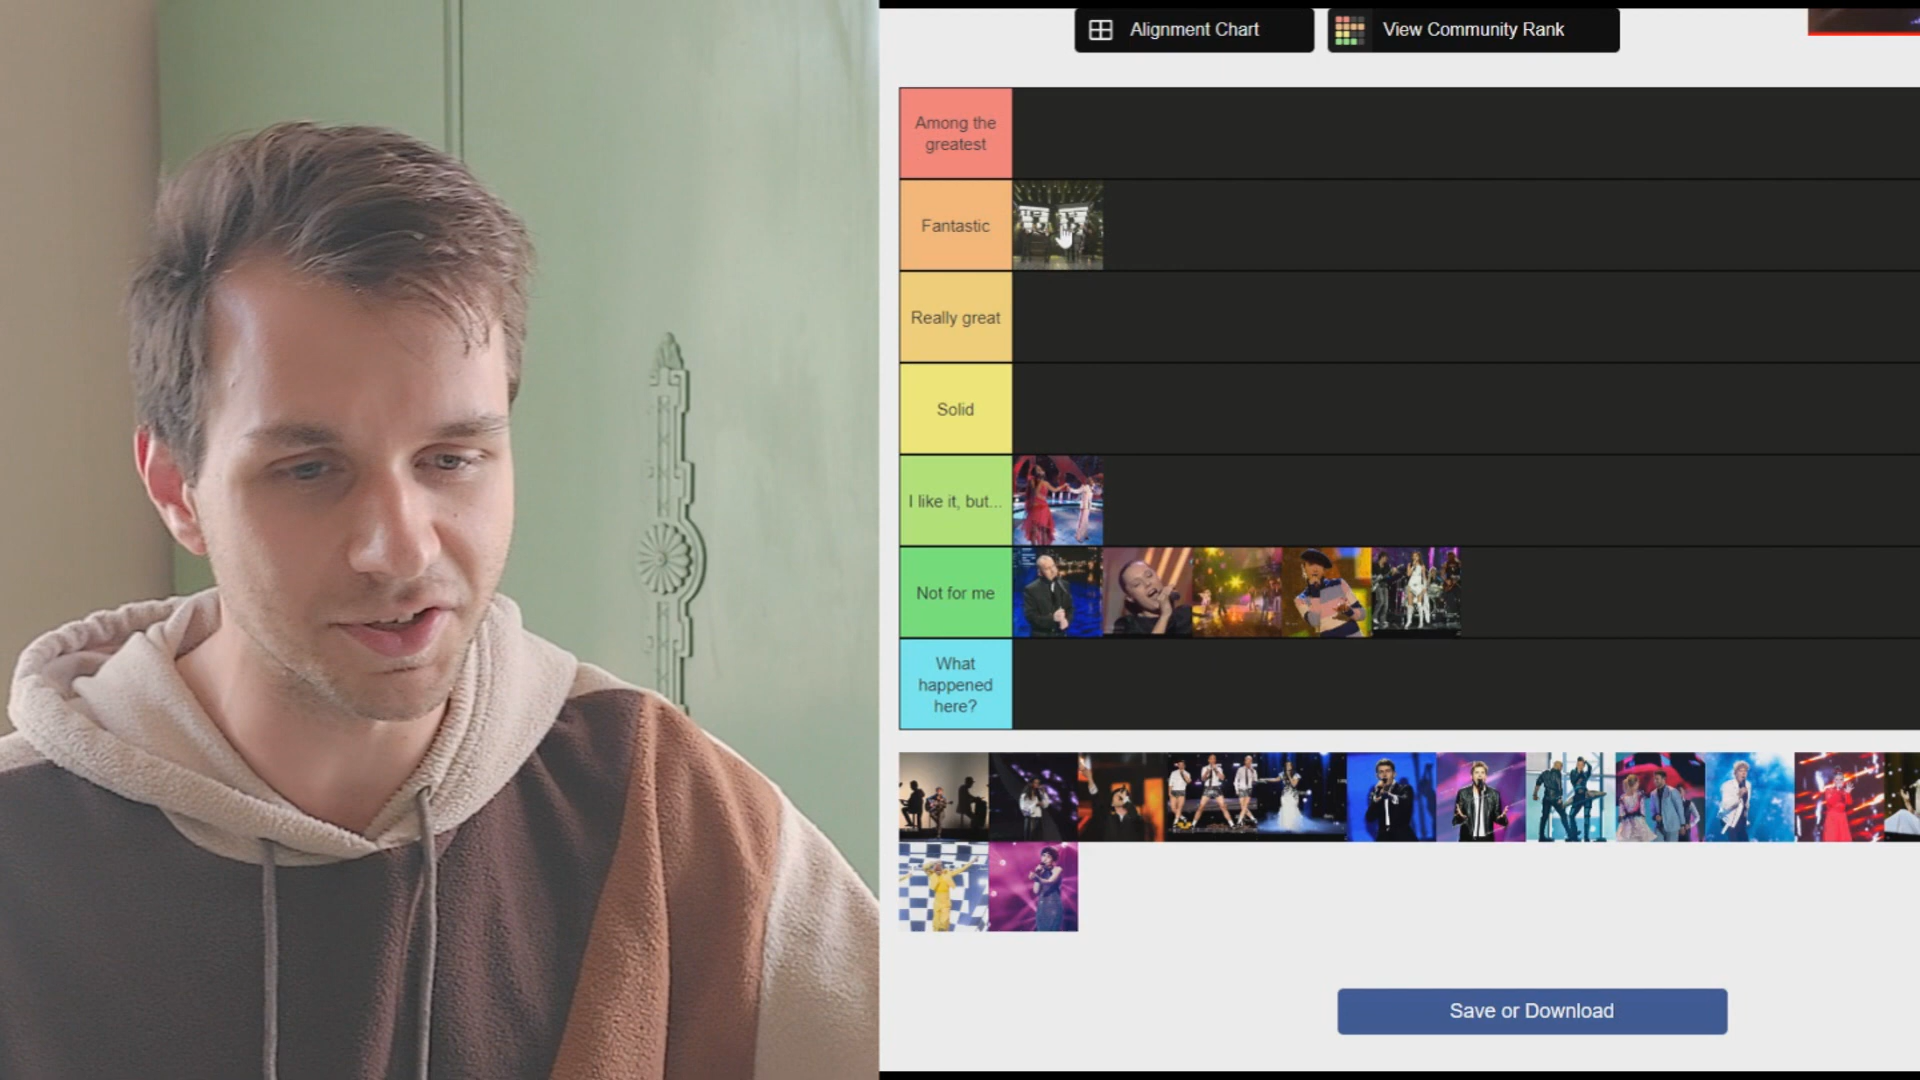 Alignment Chart
View Community Rank
Among the
greatest
Fantastic
Really great
Solid
I like it, but...
Not for me
What
happened
here?
Save or Download